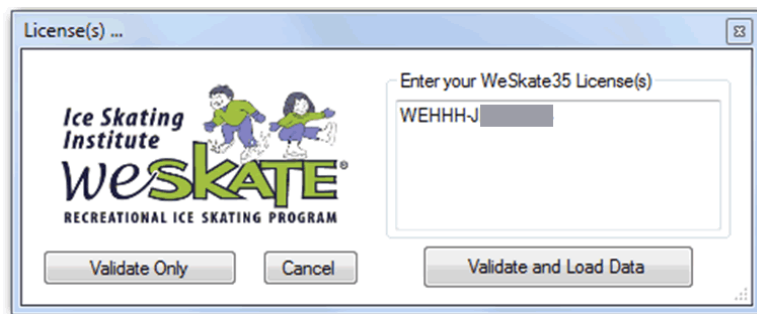 License(s) ...
Ice Skating
Institute
WeSKATE®
RECREATIONAL ICE SKATING PROGRAM
Enter your WeSkate35 License(s)
WEHHH-J
Validate Only
Cancel
Validate and Load Data